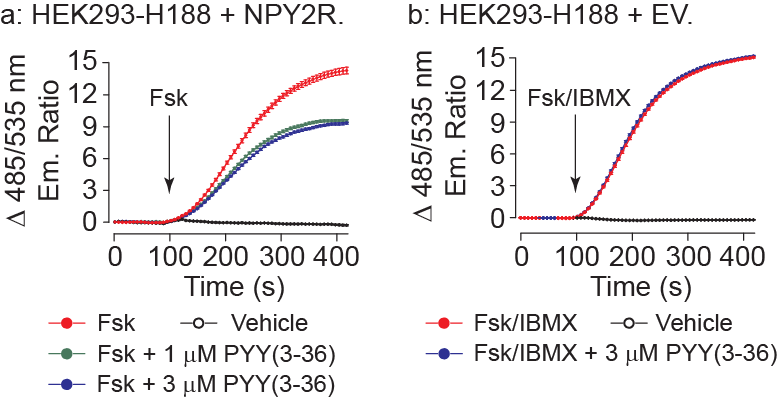 a: HEK293-H188 + NPY2R.
Δ 485/535 nm
Em. Ratio
15
12
9
6
3
0
Fsk
0 100 200 300 400
Time (s)
Fsk Vehicle
Fsk + 1 μM PYY(3-36)
Fsk + 3 μM PYY(3-36)
b: HEK293-H188 + EV.
Δ 485/535 nm
Em. Ratio
15
12
9
6
3
0
Fsk/IBMX
0 100 200 300 400
Time (s)
Fsk/IBMX Vehicle
Fsk/IBMX + 3 μM PYY(3-36)